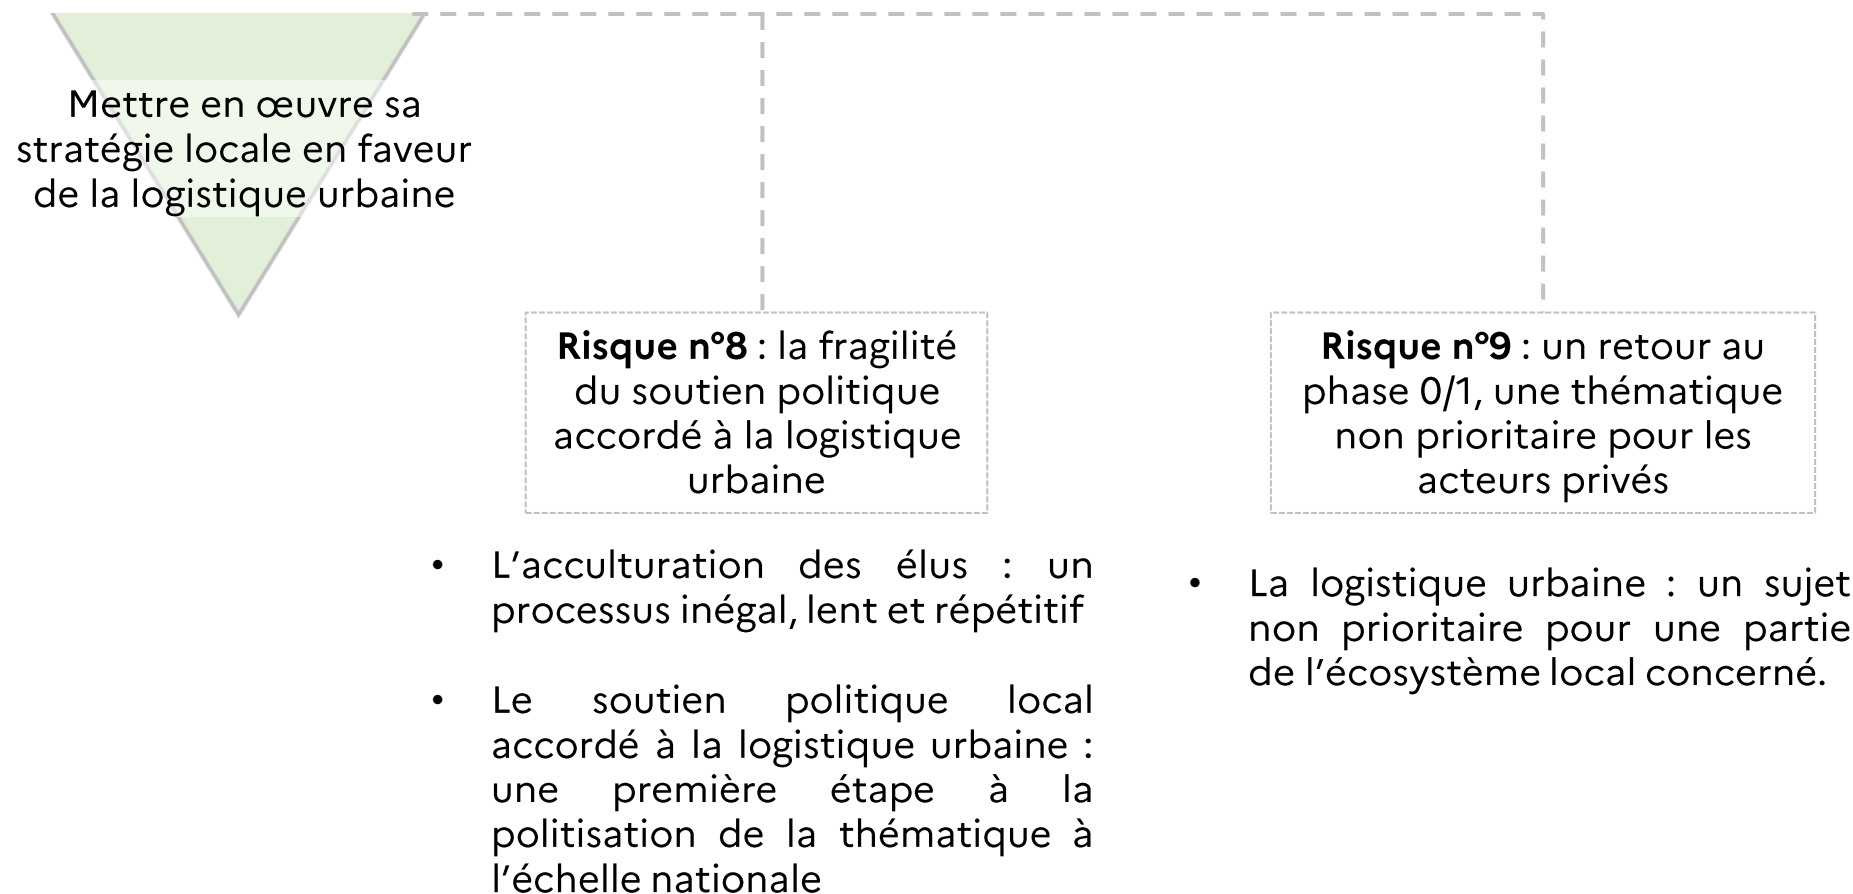 Mettre en œuvre sa
stratégie locale en faveur
de la logistique urbaine
Risque n°8 : la fragilité
du soutien politique
accordé à la logistique
urbaine
• L’acculturation des élus : un
processus inégal, lent et répétitif
• Le soutien politique local
accordé à la logistique urbaine :
une première étape à la
politisation de la thématique à
l’échelle nationale
Risque n°9 : un retour au
phase 0/1, une thématique
non prioritaire pour les
acteurs privés
• La logistique urbaine : un sujet
non prioritaire pour une partie
de l’écosystème local concerné.